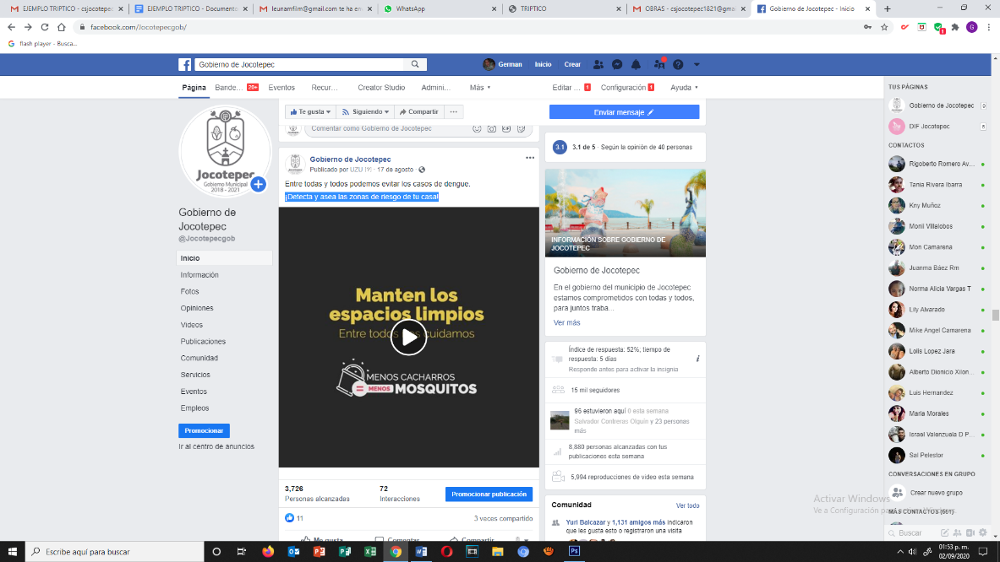 EJEMPLO TRIPTICO - csjocotepec
EJEMPLO TRIPTICO - Documento
leunamfilm@gmail.com te ha en
WhatsApp
TRIPTICO
OBRAS - csjocotepec1821@gma
Gobierno de Jocotepec - Inicio
facebook.com/Jocotepecgob/
flash player - Busca...
Gobierno de Jocotepec
German
Inicio
Crear
Página
Bande...
20+
Eventos
Recur...
Creator Studio
Admini...
Más
Editar ...
1
Configuración
1
Ayuda
Jocotepec
Gobierno Municipal
2018 - 2021
Gobierno de
Jocotepec
@Jocotepecgob
Inicio
Información
Fotos
Opiniones
Videos
Publicaciones
Comunidad
Servicios
Eventos
Empleos
Promocionar
Ir al centro de anuncios
Te gusta
Siguiendo
Compartir
Enviar mensaje
Comentar como Gobierno de Jocotepec
Gobierno de Jocotepec
Publicado por UZU [?] · 17 de agosto ·
Entre todas y todos podemos evitar los casos de dengue.
¡Detecta y asea las zonas de riesgo de tu casa!
Manten los
espacios limpios
Entre todos nos cuidamos
MENOS CACHARROS
= MENOS MOSQUITOS
3,726
Personas alcanzadas
72
Interacciones
Promocionar publicación
11
3 veces compartido
Me gusta
Comentar
Compartir
3.1
3.1 de 5 · Según la opinión de 40 personas
INFORMACIÓN SOBRE GOBIERNO DE
JOCOTEPEC
Gobierno de Jocotepec
En el gobierno del municipio de Jocotepec
estamos comprometidos con todas y todos,
para juntos traba...
Ver más
Índice de respuesta: 52%; tiempo de
respuesta: 5 días
Responde antes para activar la insignia
15 mil seguidores
96 estuvieron aquí 0 esta semana
Salvador Contreras Olguin y 23 personas
más
8,880 personas alcanzadas con tus
publicaciones esta semana
5,994 reproducciones de video esta semana
Comunidad
Ver todo
Yuri Balcazar y 1,131 amigos más indicaron
que les gusta esto o registraron una visita
TUS PÁGINAS
Gobierno de Jocotepec
9
DIF Jocotepec
5
CONTACTOS
Rigoberto Romero Av...
Tania Rivera Ibarra
Kny Muñoz
Monii Villalobos
Mon Camarena
Juanma Báez Rm
Norma Alicia Vargas T
Lily Alvarado
Mike Angel Camarena
Lolis Lopez Jara
Alberto Dionicio Xilon...
Luis Hernandez
Maria Morales
Israel Valenzuela D P...
Sal Pelestor
CONVERSACIONES EN GRUPO
Crear nuevo grupo
MÁS CONTACTOS (651)
Buscar
Activar Windows
Ve a Configuración para activar Windows.
Escribe aquí para buscar
01:53 p. m.
02/09/2020